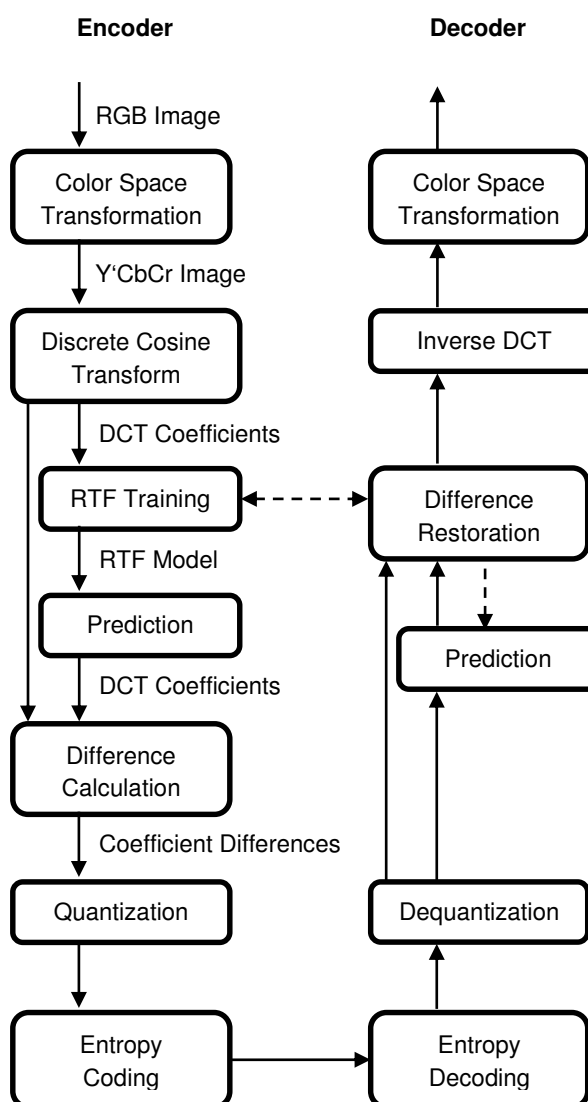 Encoder
RGB Image
Color Space
Transformation
Y‘CbCr Image
Discrete Cosine
Transform
DCT Coefficients
RTF Training
RTF Model
Prediction
DCT Coefficients
Difference
Calculation
Coefficient Differences
Quantization
Entropy
Coding
Decoder
Color Space
Transformation
Inverse DCT
Difference
Restoration
Prediction
Dequantization
Entropy
Decoding